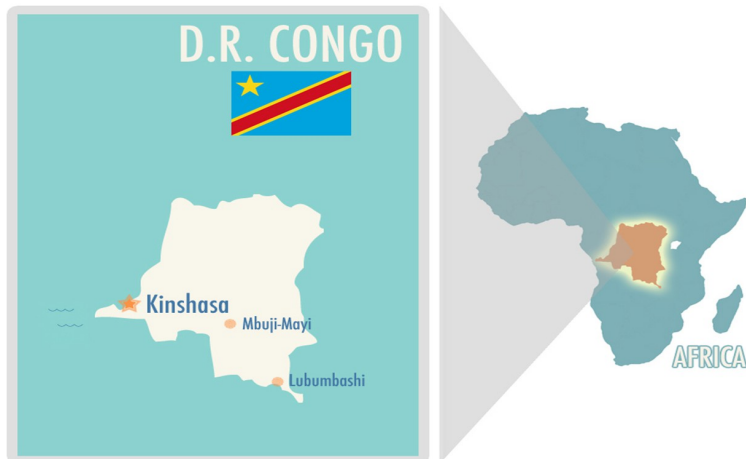 D.R. CONGO
Kinshasa
Mbuji-Mayi
Lubumbashi
AFRICA